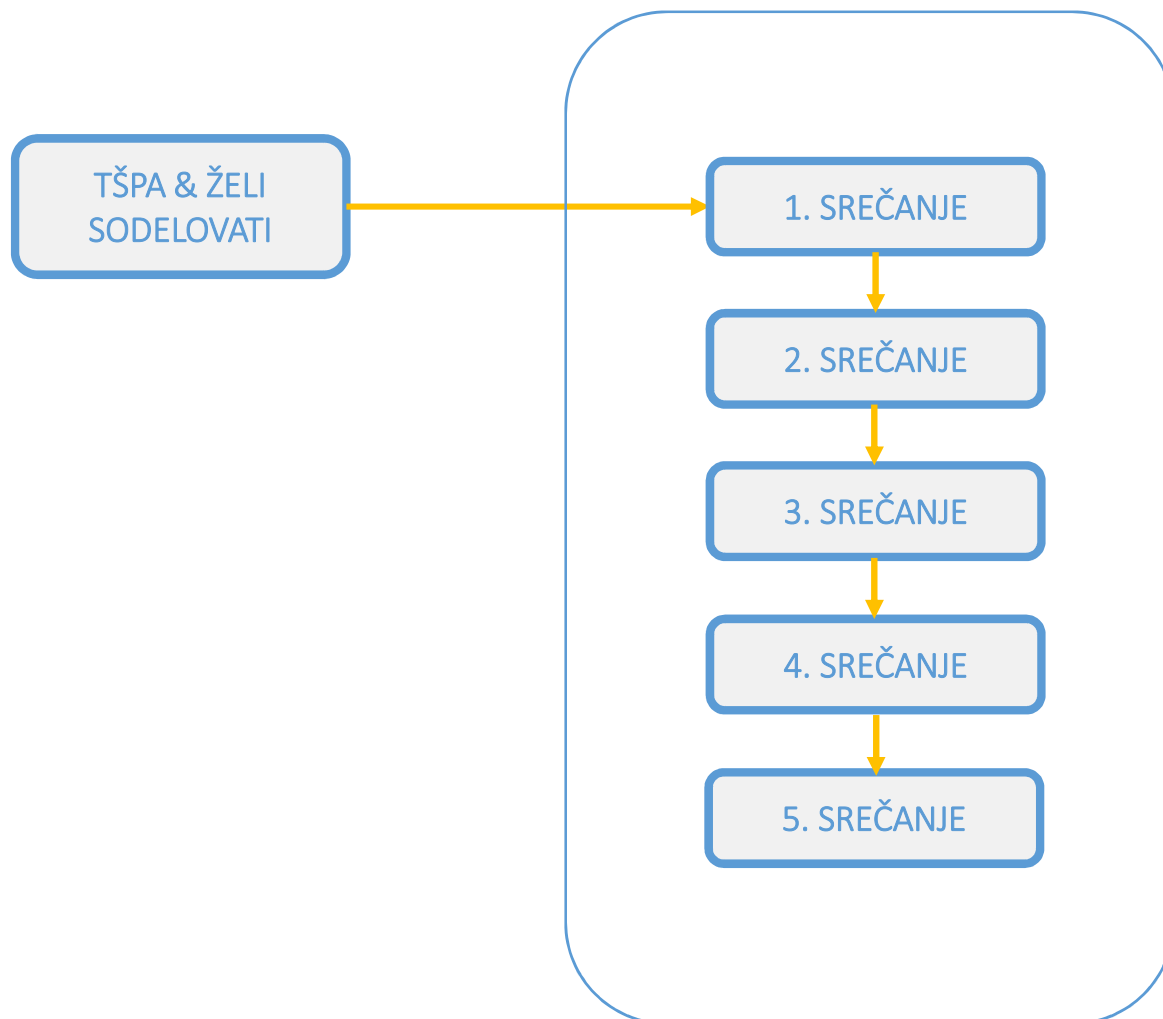 TŠPA & ŽELI
SODELOVATI
1. SREČANJE
2. SREČANJE
3. SREČANJE
4. SREČANJE
5. SREČANJE